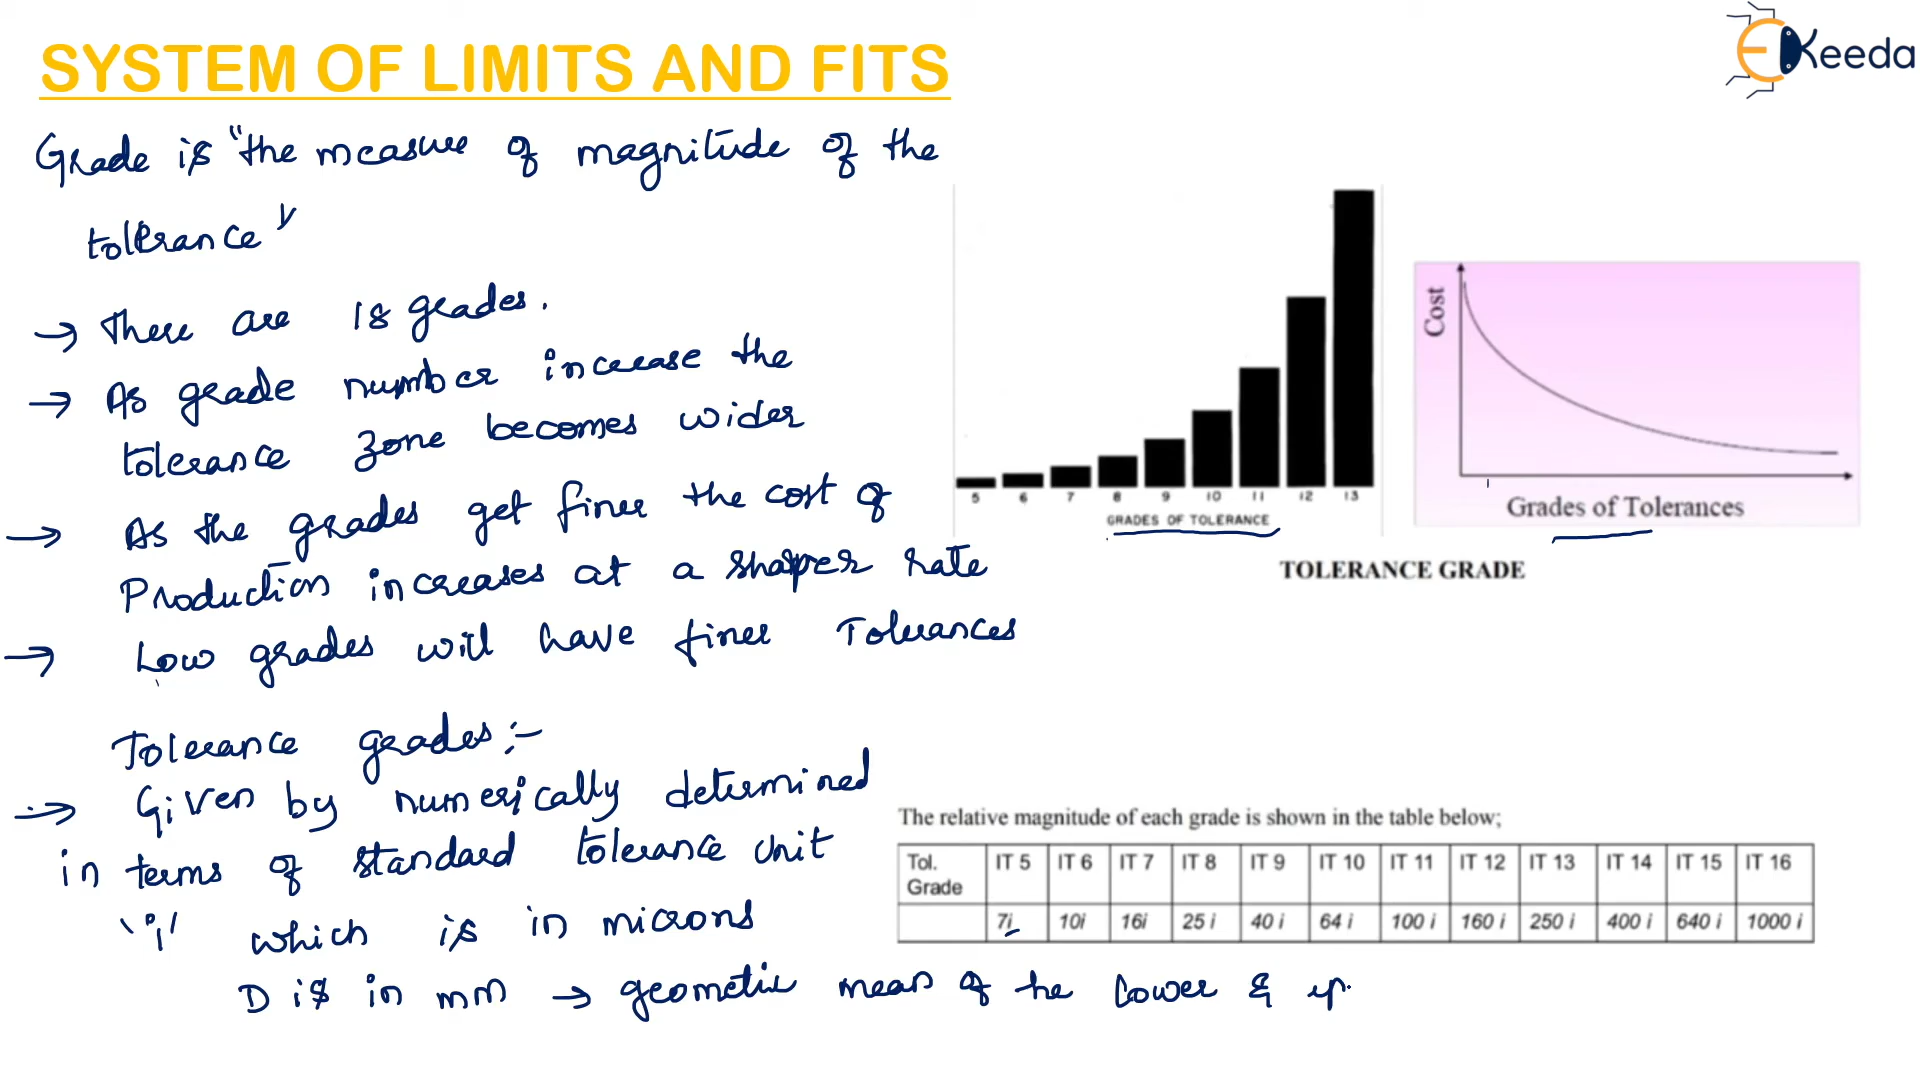 SYSTEM OF LIMITS AND FITS
EKeeda
Grade is "the measure of magnitude of the
tolerance"
→ There are 18 grades.
→ As grade number increase the
tolerance zone becomes wider
→ As the grades get finer the cost of
Production increases at a sharper rate
→ Low grades will have finer Tolerances
5 6 7 8 9 10 11 12 13
GRADES OF TOLERANCE
Cost
Grades of Tolerances
TOLERANCE GRADE
Tolerance grades :-
→ Given by numerically determined
in terms of standard tolerance unit
'i' which is in microns
D is in mm → geometric mean of the lower & up
The relative magnitude of each grade is shown in the table below;
Tol. Grade IT 5 IT 6 IT 7 IT 8 IT 9 IT 10 IT 11 IT 12 IT 13 IT 14 IT 15 IT 16
7i 10i 16i 25 i 40 i 64 i 100 i 160 i 250 i 400 i 640 i 1000 i